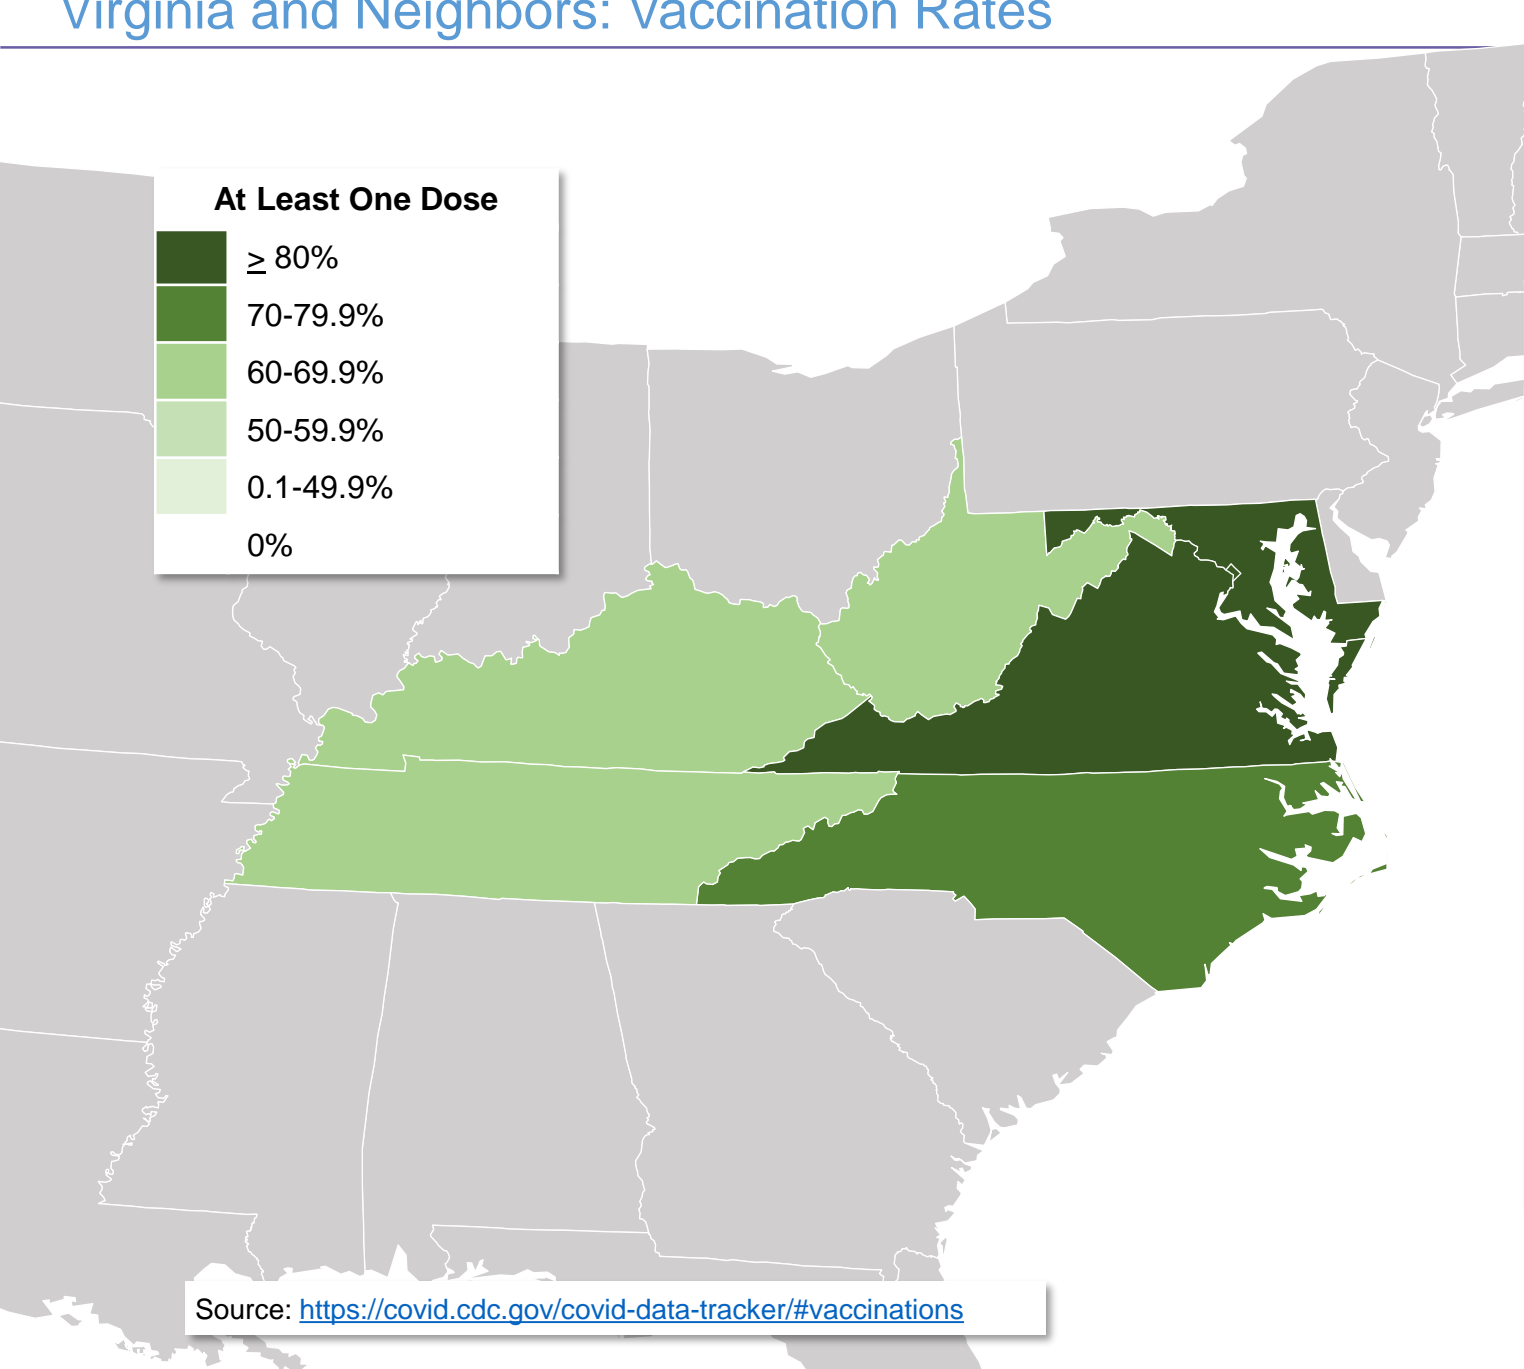 Virginia and Neighbors: Vaccination Rates
At Least One Dose
≥ 80%
70-79.9%
60-69.9%
50-59.9%
0.1-49.9%
0%
Source: https://covid.cdc.gov/covid-data-tracker/#vaccinations